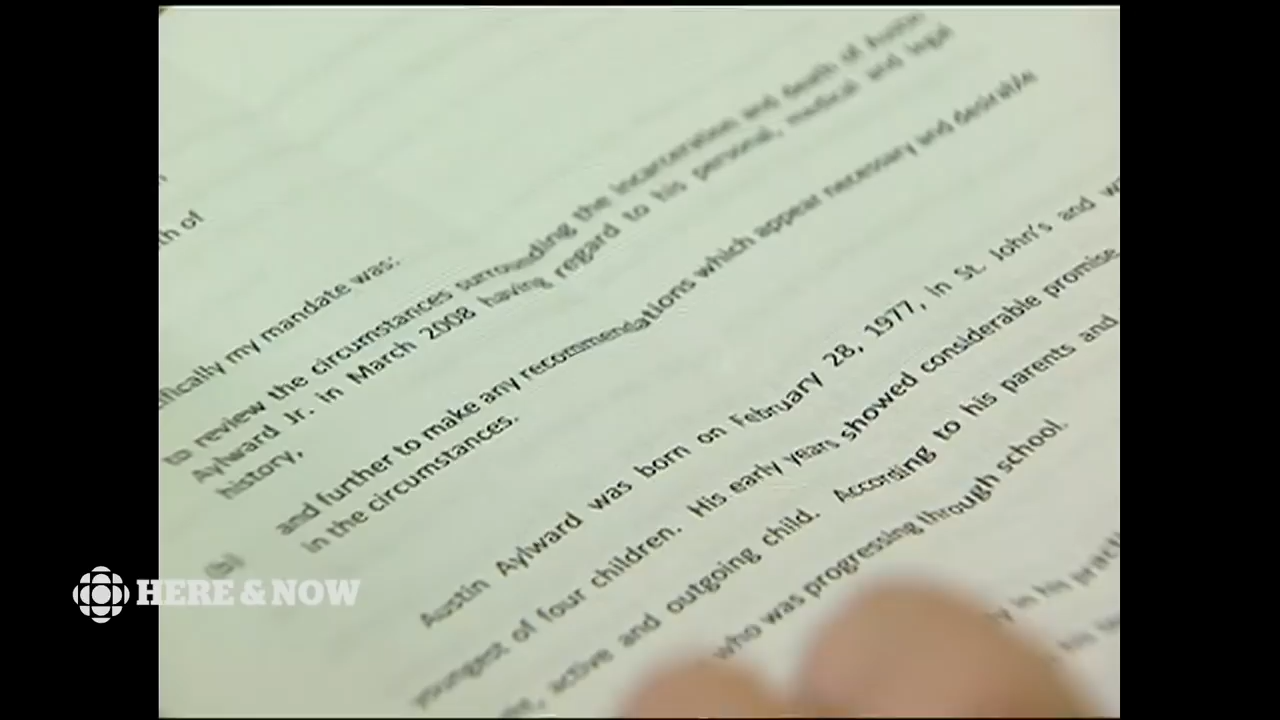 th of
my mandate was:
to review the circumstances surrounding the incarceration and death of Austin
Aylward Jr. in March 2008 having regard to his personal, medical and legal
history,
(b) and further to make any recommendations which appear necessary and desirable
in the circumstances.
Austin Aylward was born on February 28, 1977, in St. John's and
youngest of four children. His early years showed considerable promise
active and outgoing child. According to his parents and
who was progressing through school.
in his
HERE & NOW